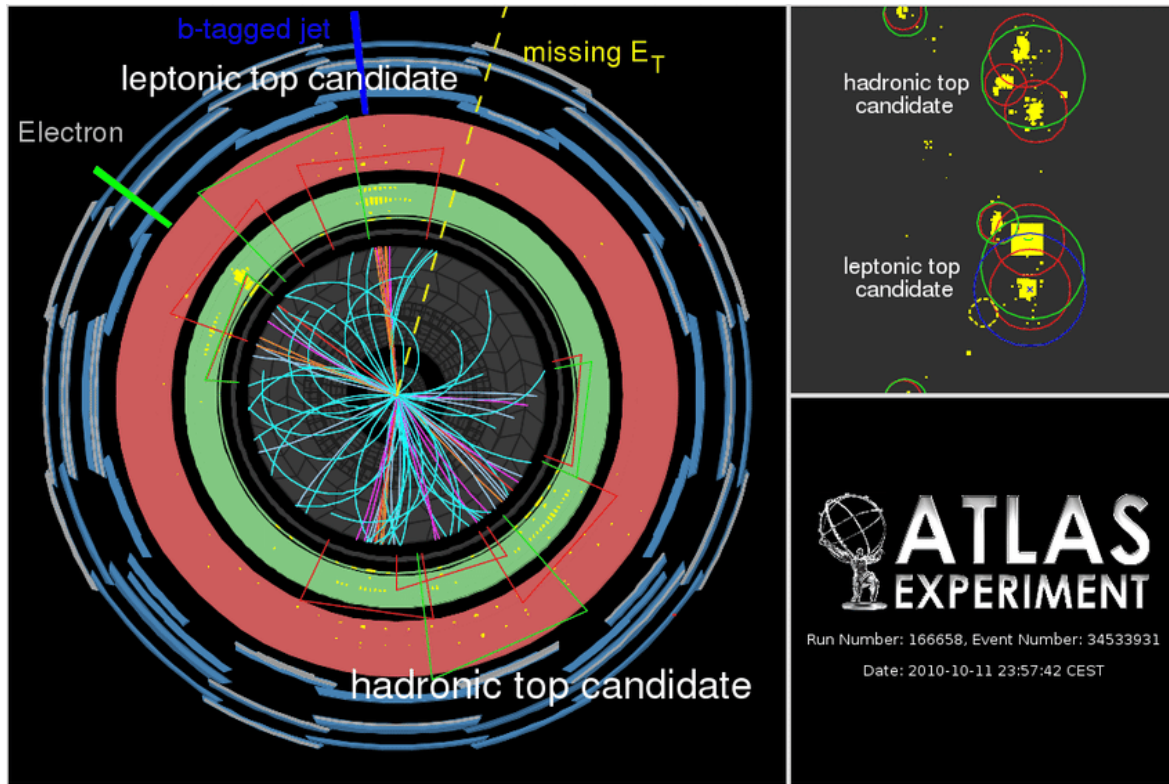 b-tagged jet
leptonic top candidate
missing E_T
Electron
hadronic top candidate
hadronic top
candidate
leptonic top
candidate
ATLAS
EXPERIMENT
Run Number: 166658, Event Number: 34533931
Date: 2010-10-11 23:57:42 CEST